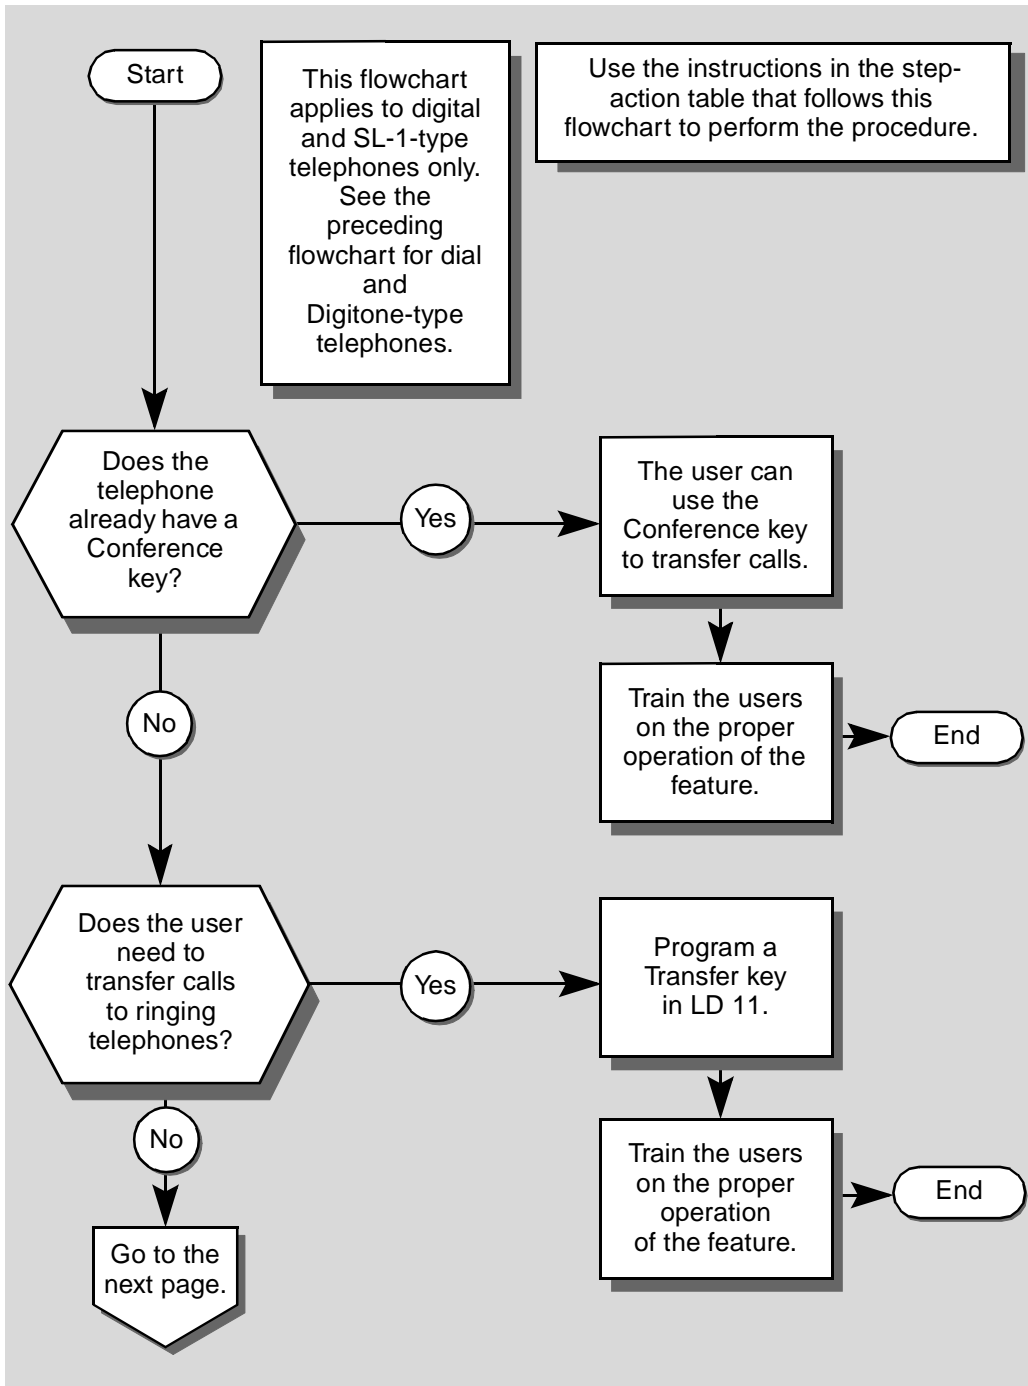 Start
This flowchart
applies to digital
and SL-1-type
telephones only.
See the
preceding
flowchart for dial
and
Digitone-type
telephones.
Use the instructions in the step-
action table that follows this
flowchart to perform the procedure.
Does the
telephone
already have a
Conference
key?
Yes
The user can
use the
Conference key
to transfer calls.
Train the users
on the proper
operation of the
feature.
End
No
Does the user
need to
transfer calls
to ringing
telephones?
Yes
Program a
Transfer key
in LD 11.
Train the users
on the proper
operation
of the feature.
End
No
Go to the
next page.